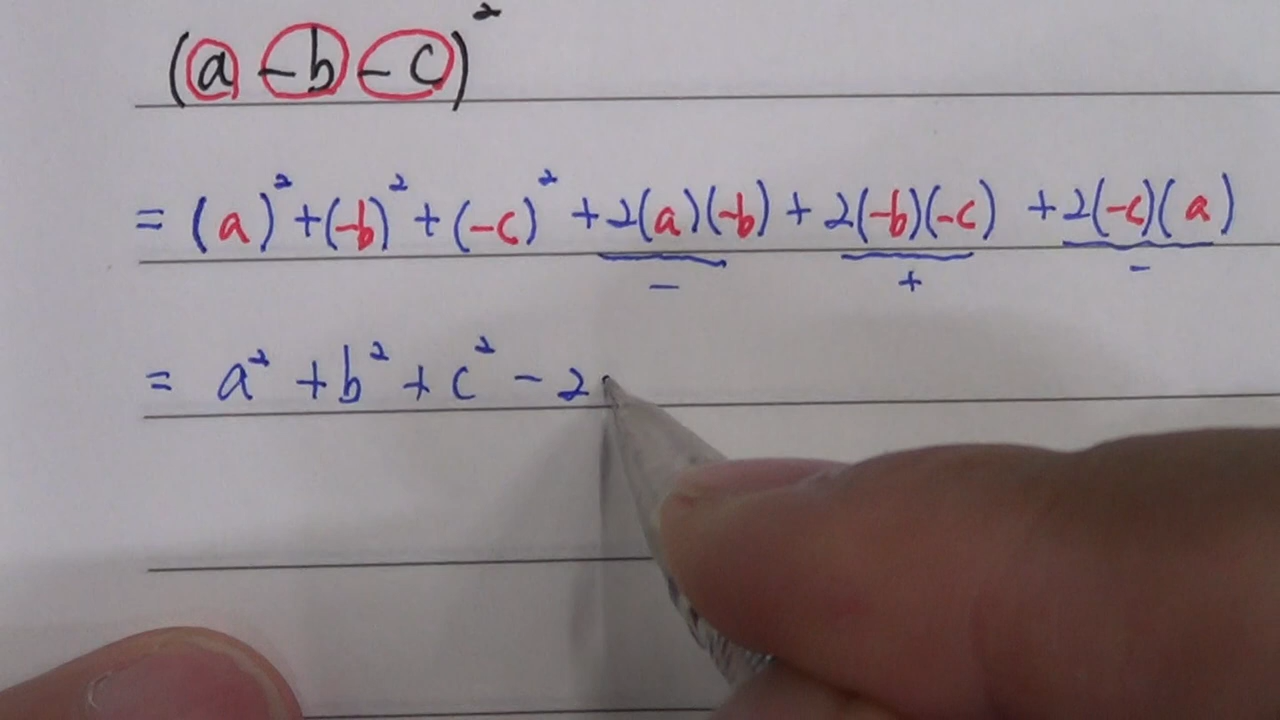 (a - b - c)²
= (a)² + (-b)² + (-c)² + 2(a)(-b) + 2(-b)(-c) + 2(-c)(a)
- + -
= a² + b² + c² - 2